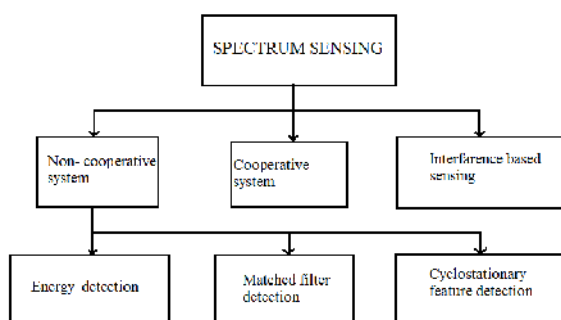 SPECTRUM SENSING
Non- cooperative
system
Cooperative
system
Interfarence based
sensing
Energy detection
Matched filter
detection
Cyclostationary
feature detection